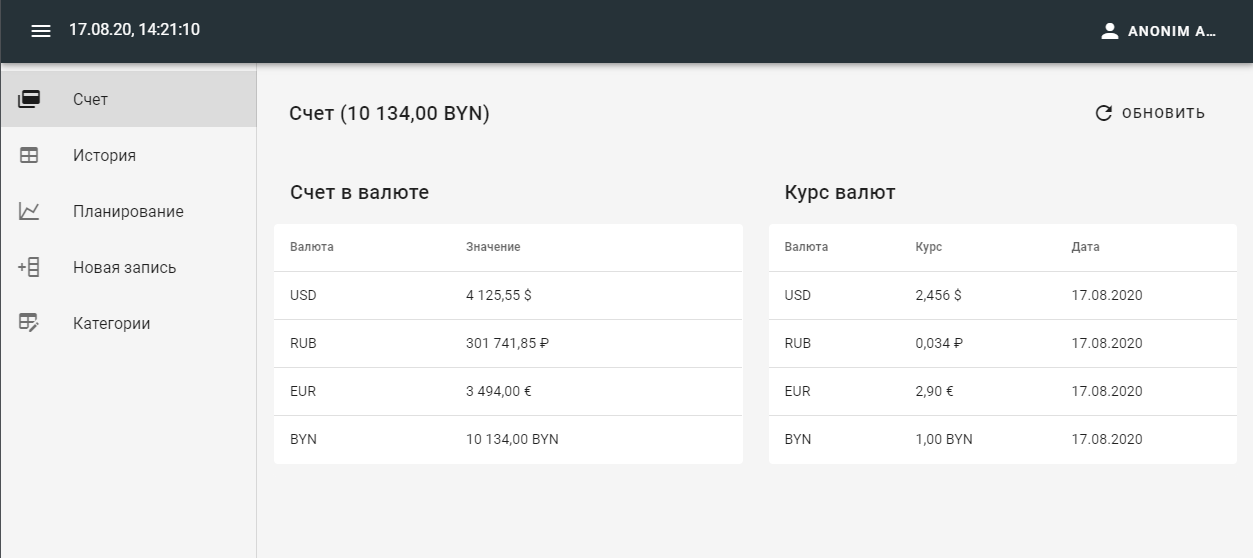 17.08.20, 14:21:10
ANONIM A...
Счет
История
Планирование
Новая запись
Категории
Счет (10 134,00 BYN)
ОБНОВИТЬ
Счет в валюте
Валюта Значение
USD 4 125,55 $
RUB 301 741,85 ₽
EUR 3 494,00 €
BYN 10 134,00 BYN
Курс валют
Валюта Курс Дата
USD 2,456 $ 17.08.2020
RUB 0,034 ₽ 17.08.2020
EUR 2,90 € 17.08.2020
BYN 1,00 BYN 17.08.2020